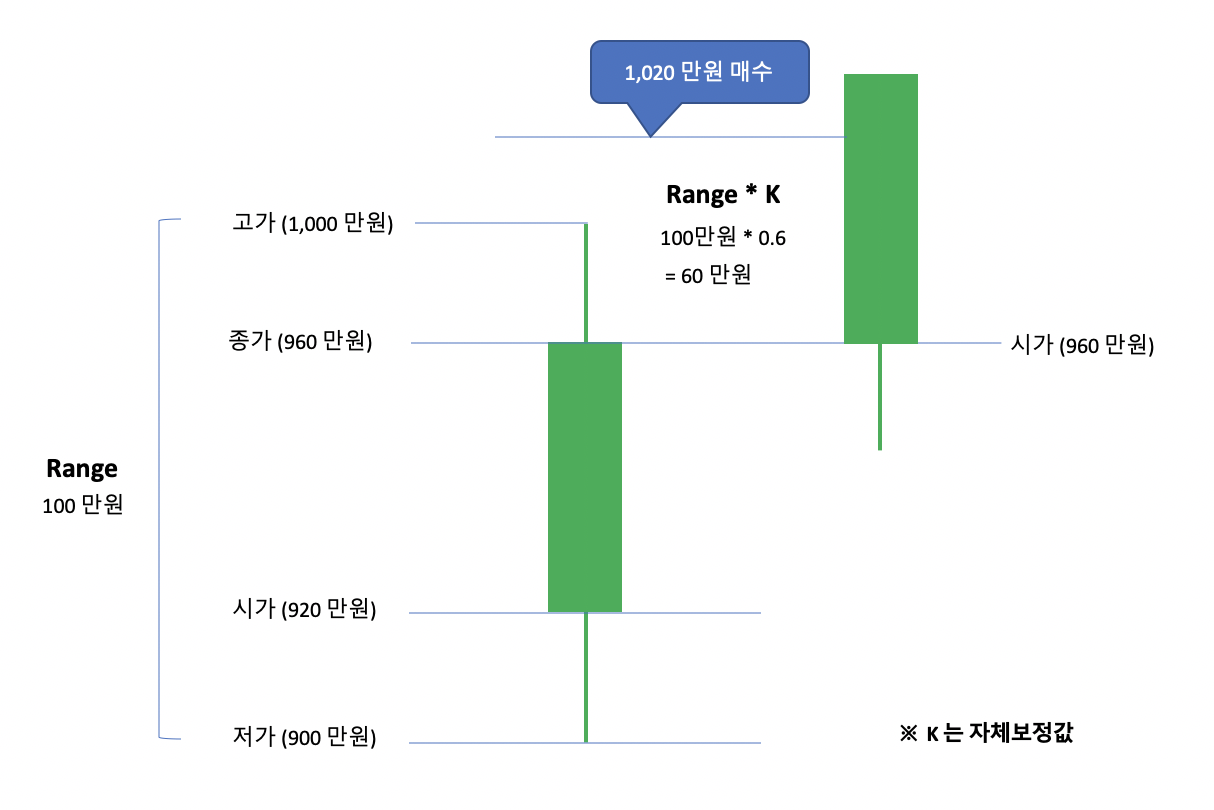 1,020 만원 매수
Range * K
100만원 * 0.6
= 60 만원
고가 (1,000 만원)
종가 (960 만원)
시가 (960 만원)
Range
100 만원
시가 (920 만원)
저가 (900 만원)
※ K 는 자체보정값